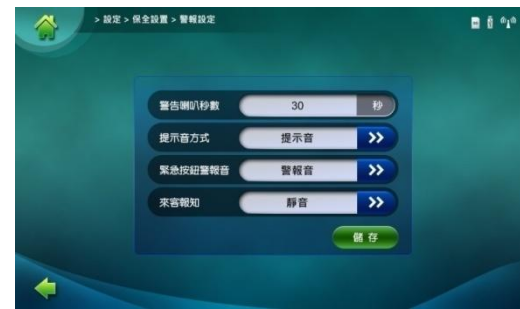 > 設定 > 保全設置 > 警報設定
警告喇叭秒數 30 秒
提示音方式 提示音
緊急按鈕警報音 警報音
來客報知 靜音
儲存